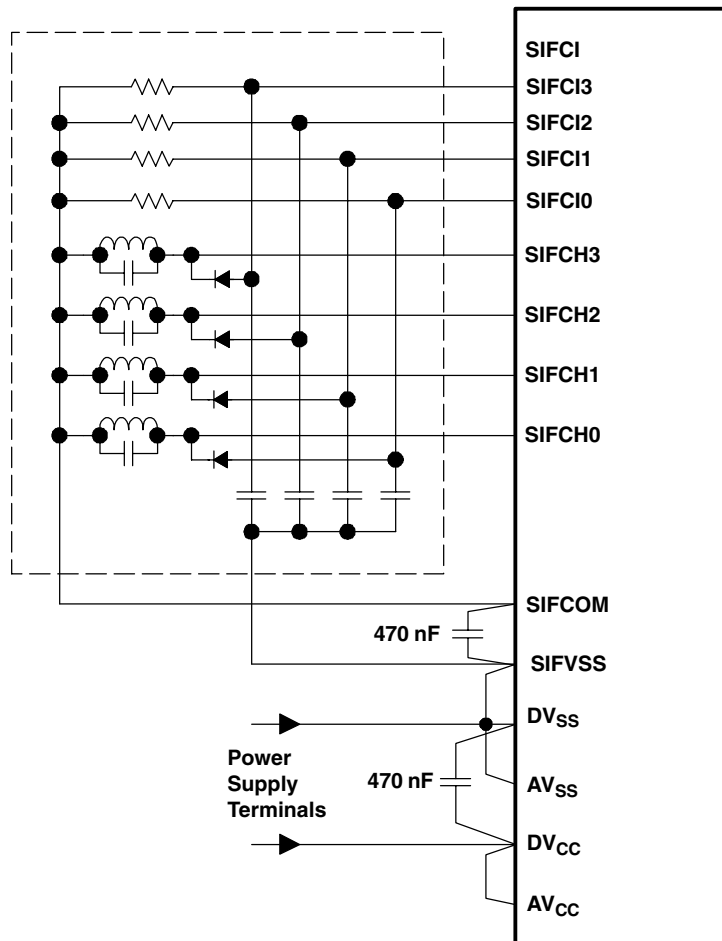 SIFCI
SIFCI3
SIFCI2
SIFCI1
SIFCI0
SIFCH3
SIFCH2
SIFCH1
SIFCH0
SIFCOM
470 nF
SIFVSS
DVSS
Power
Supply
Terminals
470 nF
AVSS
DVCC
AVCC